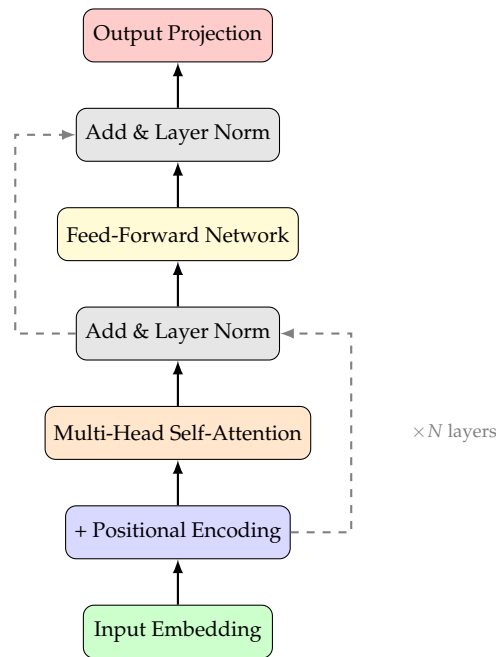 Output Projection
Add & Layer Norm
Feed-Forward Network
Add & Layer Norm
Multi-Head Self-Attention
×N layers
+ Positional Encoding
Input Embedding